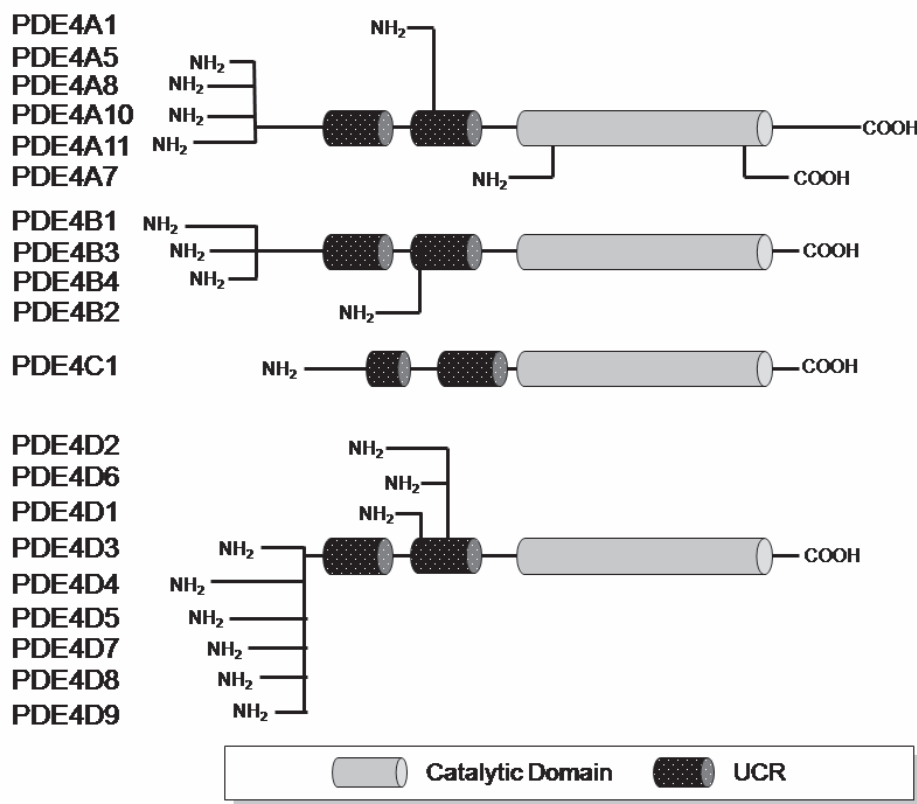 PDE4A1
NH2
PDE4A5
NH2
PDE4A8
NH2
PDE4A10
NH2
PDE4A11
NH2
COOH
PDE4A7
NH2
COOH
PDE4B1
NH2
PDE4B3
NH2
COOH
PDE4B4
NH2
PDE4B2
NH2
PDE4C1
NH2
COOH
PDE4D2
NH2
PDE4D6
NH2
PDE4D1
NH2
PDE4D3
NH2
COOH
PDE4D4
NH2
PDE4D5
NH2
PDE4D7
NH2
PDE4D8
NH2
PDE4D9
NH2
Catalytic Domain
UCR